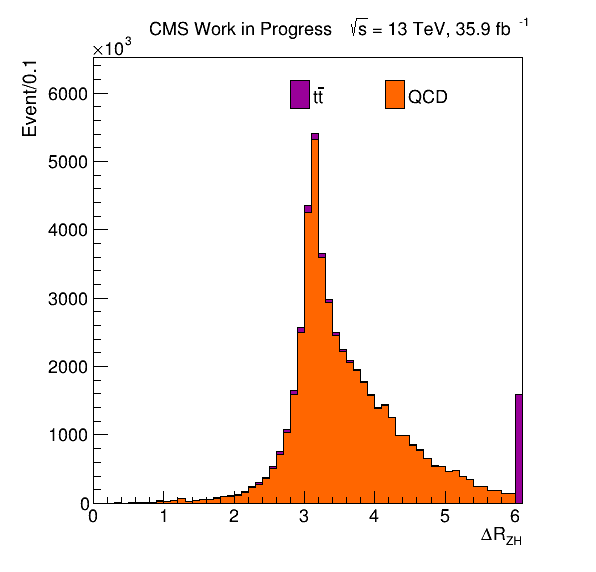 CMS Work in Progress √s = 13 TeV, 35.9 fb⁻¹
×10³
Event/0.1
tt̄
QCD
6000
5000
4000
3000
2000
1000
0
0 1 2 3 4 5 6
ΔR_ZH